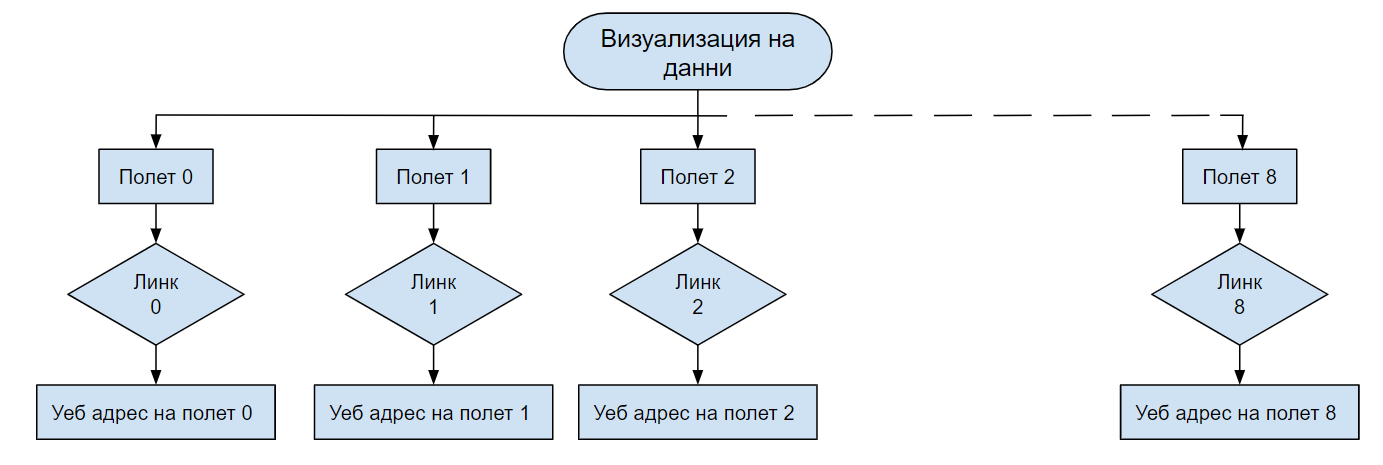 Визуализация на
данни
Полет 0
Полет 1
Полет 2
Полет 8
Линк
0
Линк
1
Линк
2
Линк
8
Уеб адрес на полет 0
Уеб адрес на полет 1
Уеб адрес на полет 2
Уеб адрес на полет 8